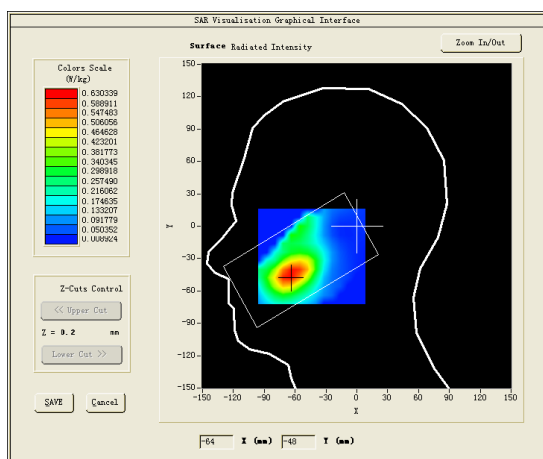 SAR Visualisation Graphical Interface
Surface Radiated Intensity
Zoom In/Out
Colors Scale
(W/kg)
0.630339
0.588911
0.547483
0.506056
0.464628
0.423201
0.381773
0.340345
0.298918
0.257490
0.216062
0.174635
0.133207
0.091779
0.050352
0.008924
Z-Cuts Control
<< Upper Cut
Z = 0.2 mm
Lower Cut >>
SAVE
Cancel
150
120
90
60
30
0
-30
-60
-90
-120
-150
Y
-150 -120 -90 -60 -30 0 30 60 90 120 150
X
-64 X (mm) -48 Y (mm)